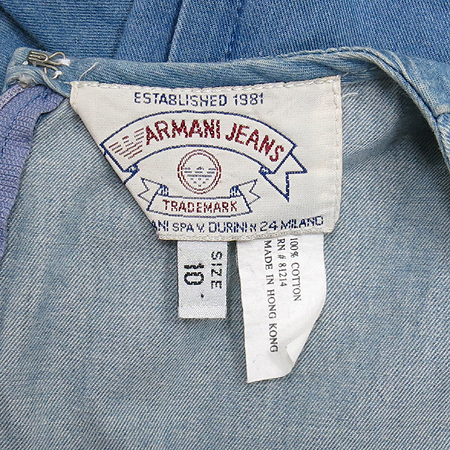 ESTABLISHED 1981
ARMANI JEANS
TRADEMARK
ANI SPA V. DURINI N 24 MILANO
SIZE
10
100% COTTON
RN # 81214
MADE IN HONG KONG